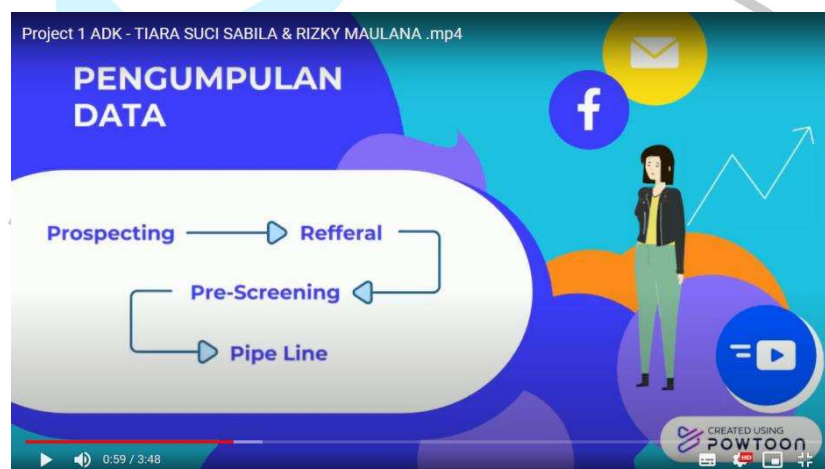 Project 1 ADK - TIARA SUCI SABILA & RIZKY MAULANA .mp4
PENGUMPULAN
DATA
Prospecting
Refferal
Pre-Screening
Pipe Line
CREATED USING
POWTOON
0:59 / 3:48
HD